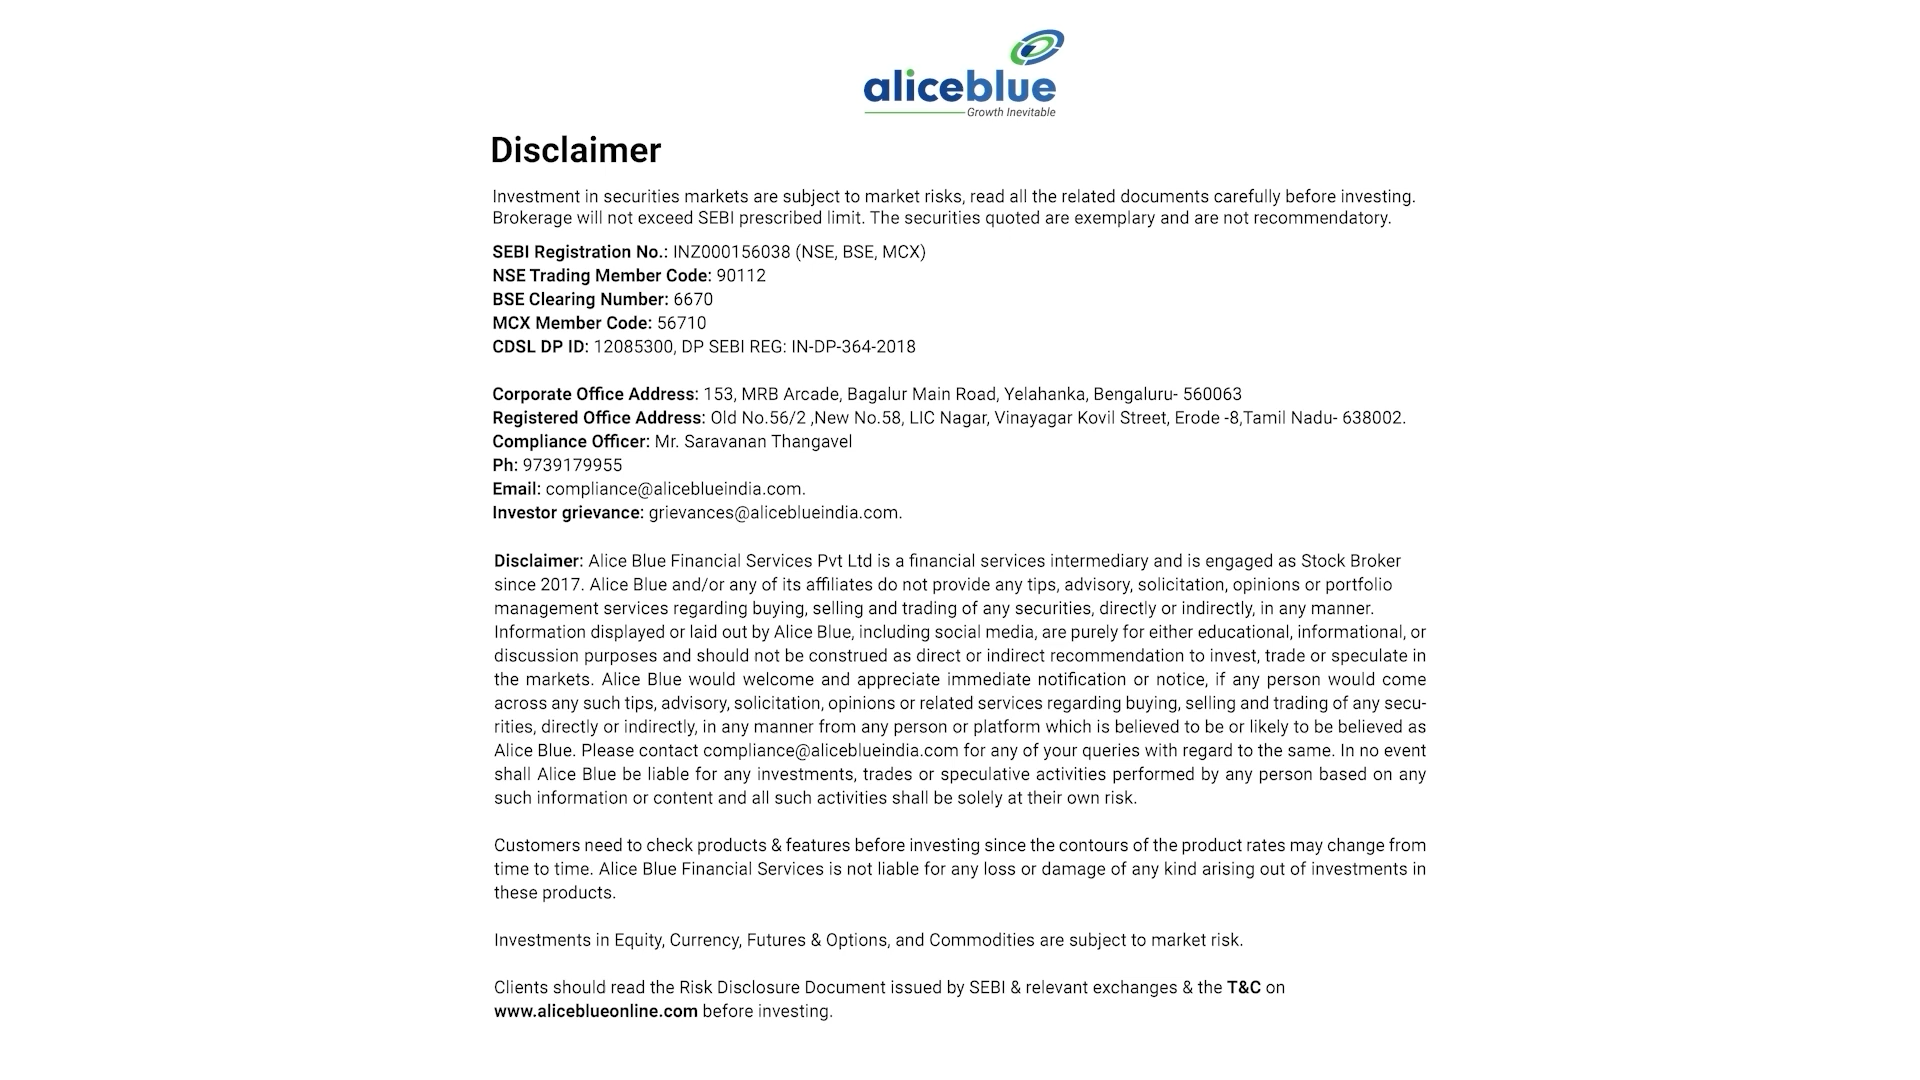 aliceblue
Growth Inevitable
Disclaimer
Investment in securities markets are subject to market risks, read all the related documents carefully before investing.
Brokerage will not exceed SEBI prescribed limit. The securities quoted are exemplary and are not recommendatory.
SEBI Registration No.: INZ000156038 (NSE, BSE, MCX)
NSE Trading Member Code: 90112
BSE Clearing Number: 6670
MCX Member Code: 56710
CDSL DP ID: 12085300, DP SEBI REG: IN-DP-364-2018
Corporate Office Address: 153, MRB Arcade, Bagalur Main Road, Yelahanka, Bengaluru- 560063
Registered Office Address: Old No.56/2 ,New No.58, LIC Nagar, Vinayagar Kovil Street, Erode -8,Tamil Nadu- 638002.
Compliance Officer: Mr. Saravanan Thangavel
Ph: 9739179955
Email: compliance@aliceblueindia.com.
Investor grievance: grievances@aliceblueindia.com.
Disclaimer: Alice Blue Financial Services Pvt Ltd is a financial services intermediary and is engaged as Stock Broker
since 2017. Alice Blue and/or any of its affiliates do not provide any tips, advisory, solicitation, opinions or portfolio
management services regarding buying, selling and trading of any securities, directly or indirectly, in any manner.
Information displayed or laid out by Alice Blue, including social media, are purely for either educational, informational, or
discussion purposes and should not be construed as direct or indirect recommendation to invest, trade or speculate in
the markets. Alice Blue would welcome and appreciate immediate notification or notice, if any person would come
across any such tips, advisory, solicitation, opinions or related services regarding buying, selling and trading of any secu-
rities, directly or indirectly, in any manner from any person or platform which is believed to be or likely to be believed as
Alice Blue. Please contact compliance@aliceblueindia.com for any of your queries with regard to the same. In no event
shall Alice Blue be liable for any investments, trades or speculative activities performed by any person based on any
such information or content and all such activities shall be solely at their own risk.
Customers need to check products & features before investing since the contours of the product rates may change from
time to time. Alice Blue Financial Services is not liable for any loss or damage of any kind arising out of investments in
these products.
Investments in Equity, Currency, Futures & Options, and Commodities are subject to market risk.
Clients should read the Risk Disclosure Document issued by SEBI & relevant exchanges & the T&C on
www.aliceblueonline.com before investing.